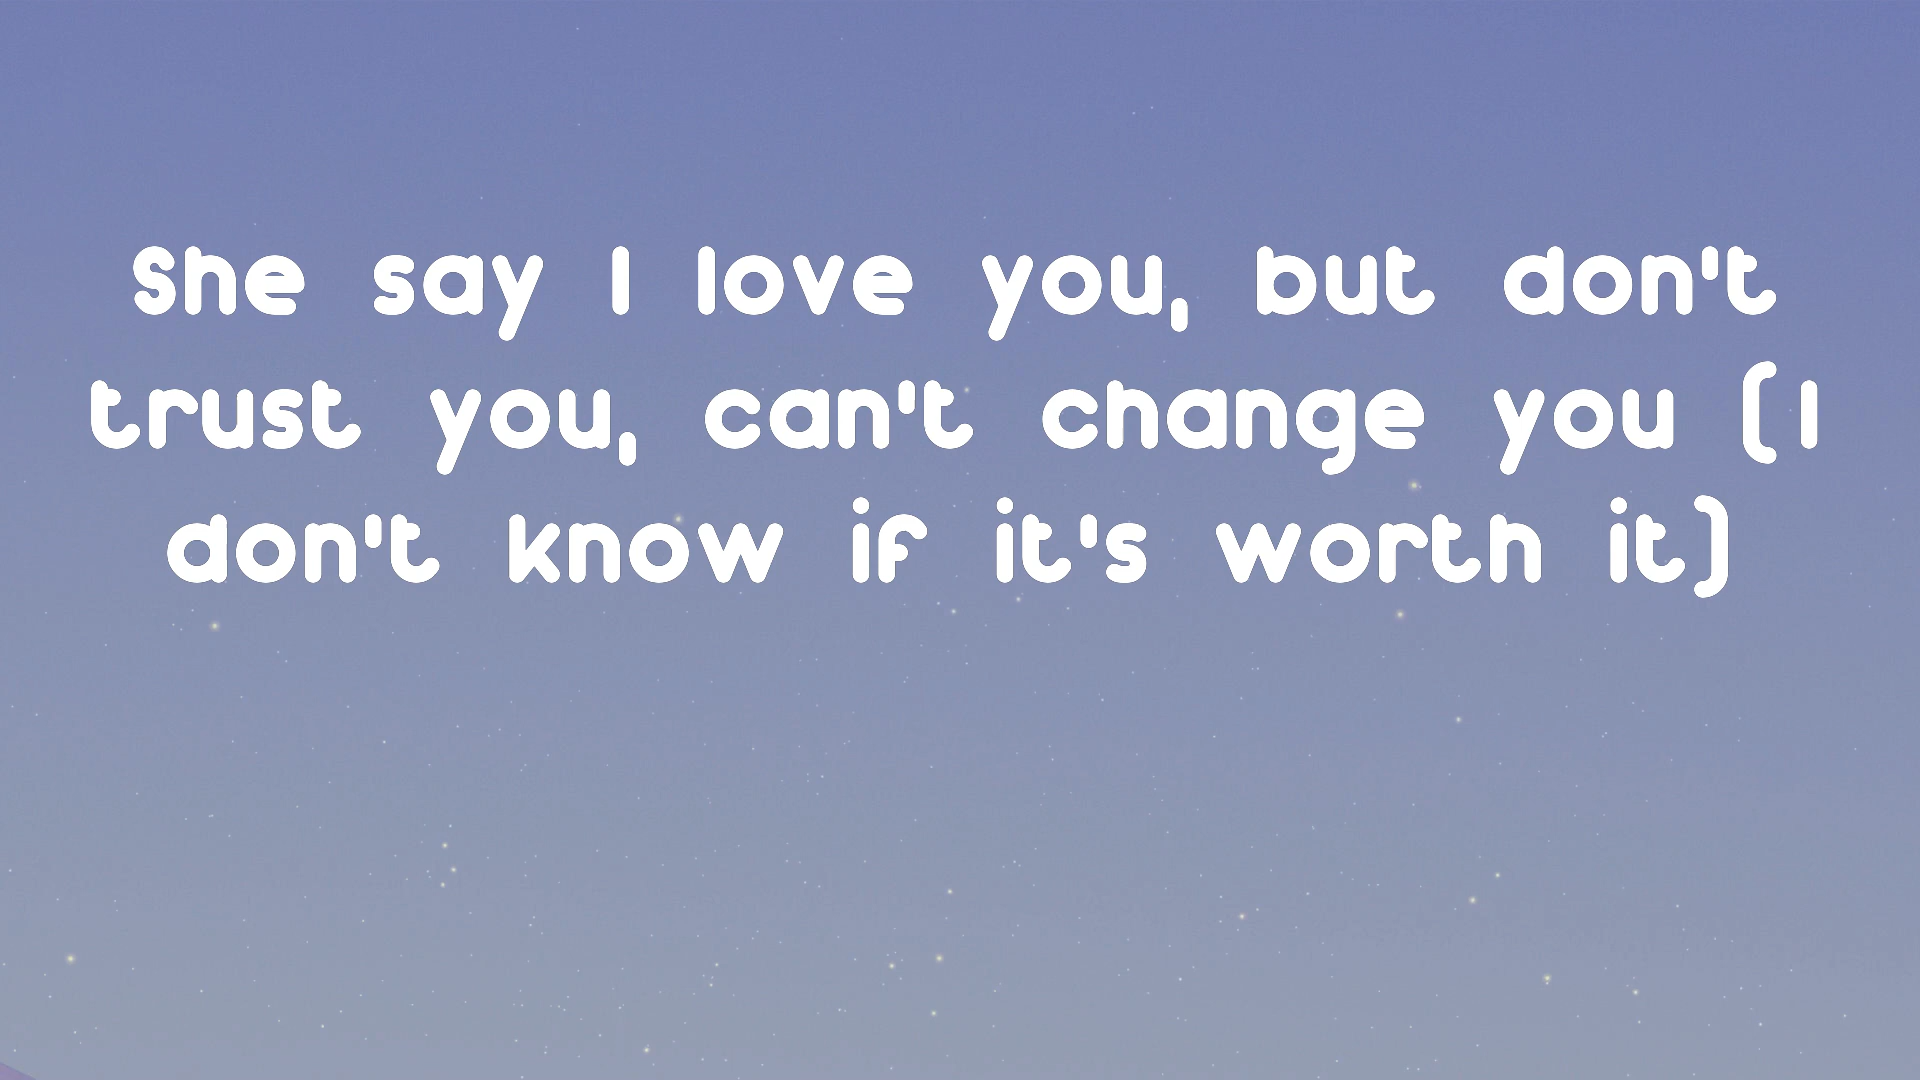 She say I love you, but don't
trust you, can't change you (I
don't know if it's worth it)